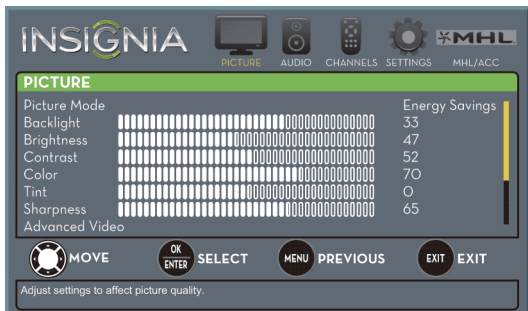 INSIGNIA
PICTURE AUDIO CHANNELS SETTINGS MHL/ACC
MHL
PICTURE
Picture Mode Energy Savings
Backlight 33
Brightness 47
Contrast 52
Color 70
Tint 0
Sharpness 65
Advanced Video
MOVE OK ENTER SELECT MENU PREVIOUS EXIT EXIT
Adjust settings to affect picture quality.